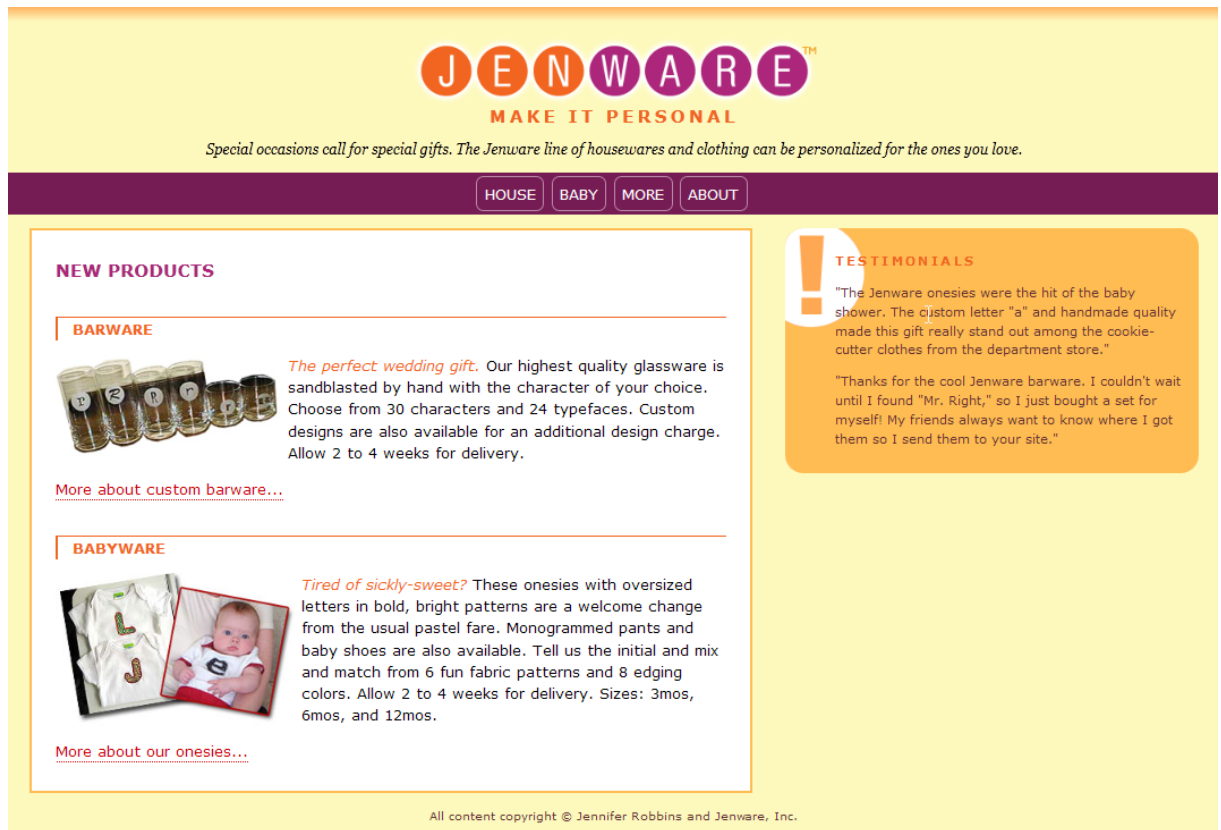 JENWARE™
MAKE IT PERSONAL
Special occasions call for special gifts. The Jenware line of housewares and clothing can be personalized for the ones you love.
HOUSE BABY MORE ABOUT
NEW PRODUCTS
BARWARE
r R R R r R
The perfect wedding gift. Our highest quality glassware is
sandblasted by hand with the character of your choice.
Choose from 30 characters and 24 typefaces. Custom
designs are also available for an additional design charge.
Allow 2 to 4 weeks for delivery.
More about custom barware...
BABYWARE
L
J
e
Tired of sickly-sweet? These onesies with oversized
letters in bold, bright patterns are a welcome change
from the usual pastel fare. Monogrammed pants and
baby shoes are also available. Tell us the initial and mix
and match from 6 fun fabric patterns and 8 edging
colors. Allow 2 to 4 weeks for delivery. Sizes: 3mos,
6mos, and 12mos.
More about our onesies...
!
TESTIMONIALS
"The Jenware onesies were the hit of the baby
shower. The custom letter "a" and handmade quality
made this gift really stand out among the cookie-
cutter clothes from the department store."
"Thanks for the cool Jenware barware. I couldn't wait
until I found "Mr. Right," so I just bought a set for
myself! My friends always want to know where I got
them so I send them to your site."
All content copyright © Jennifer Robbins and Jenware, Inc.